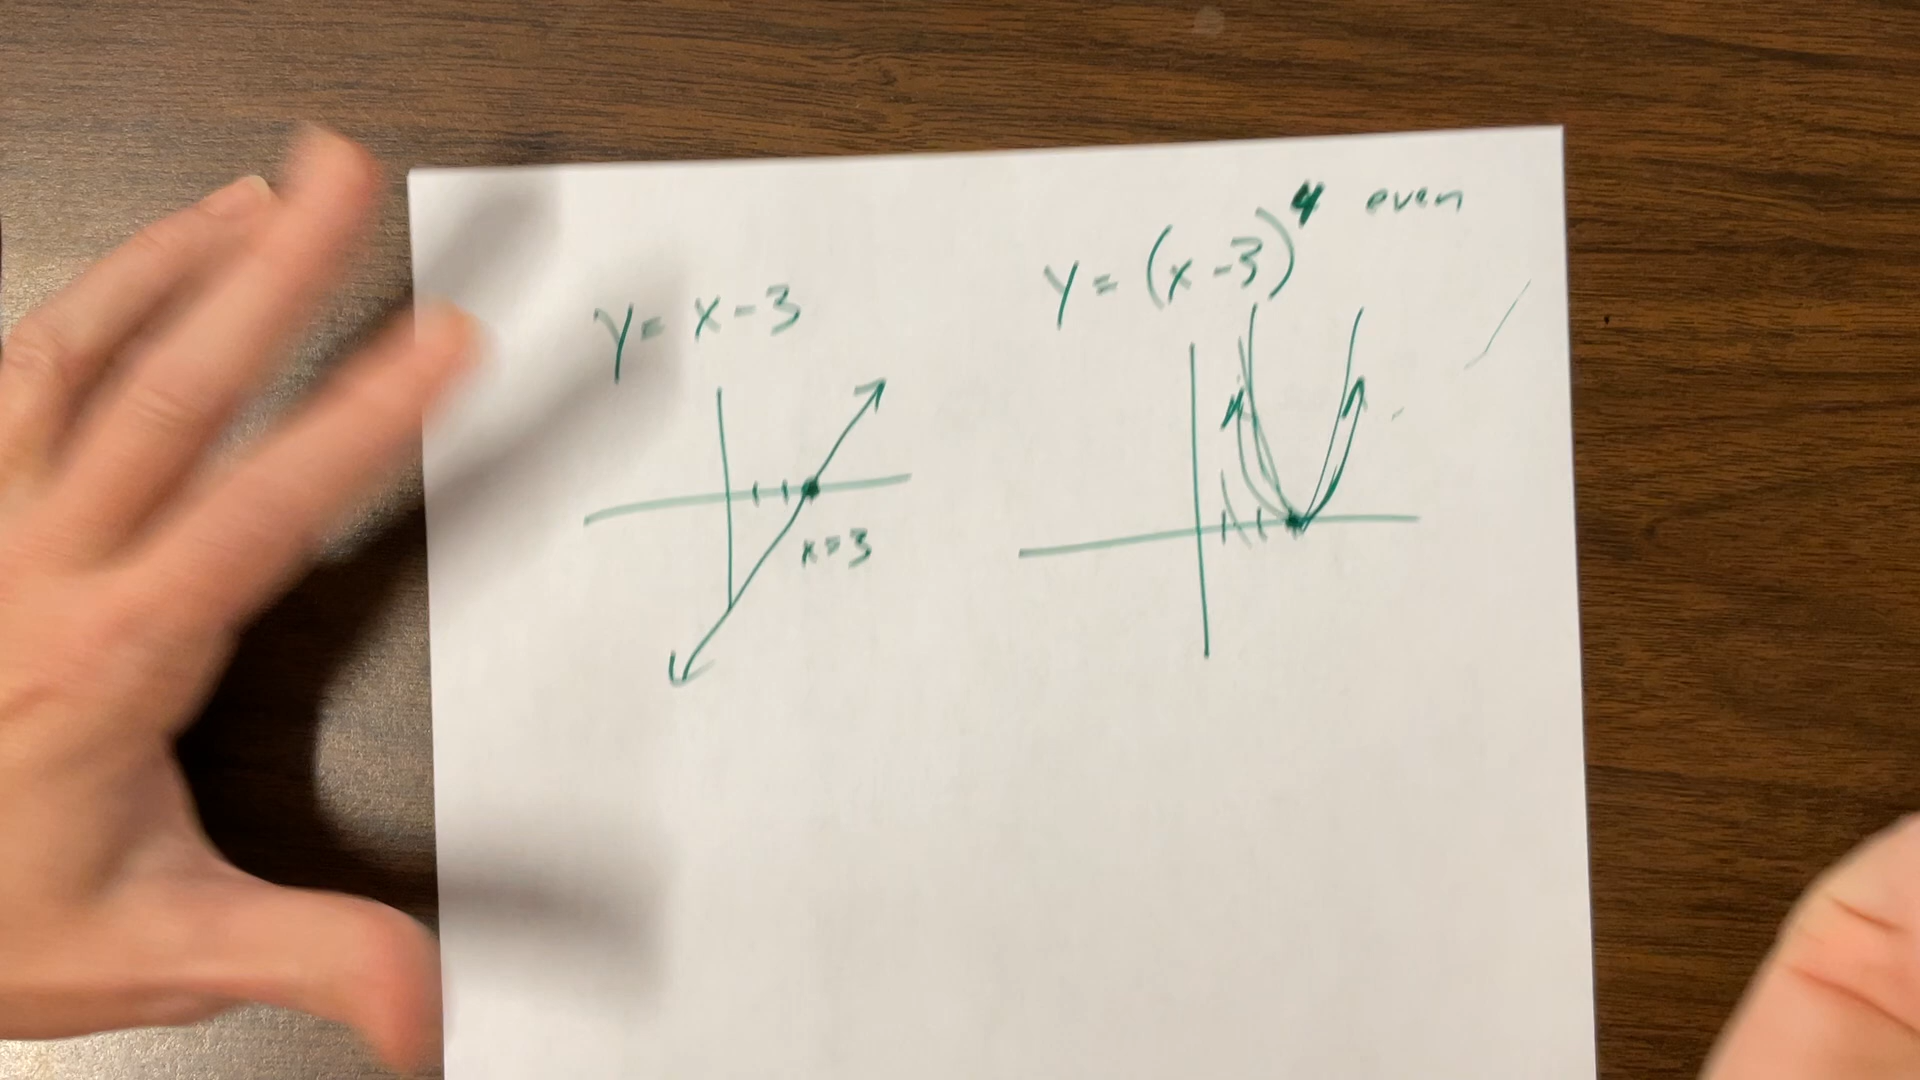 y = x - 3
x = 3
y = (x - 3)^4 even